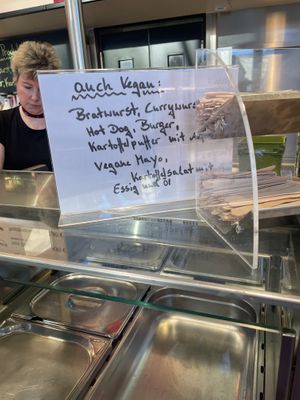 auch Vegan:
Bratwurst, Currywurst
Hot Dog, Burger,
Kartoffelpuffer mit
Vegane Mayo,
Kartoffelsalat mit
Essig und Öl